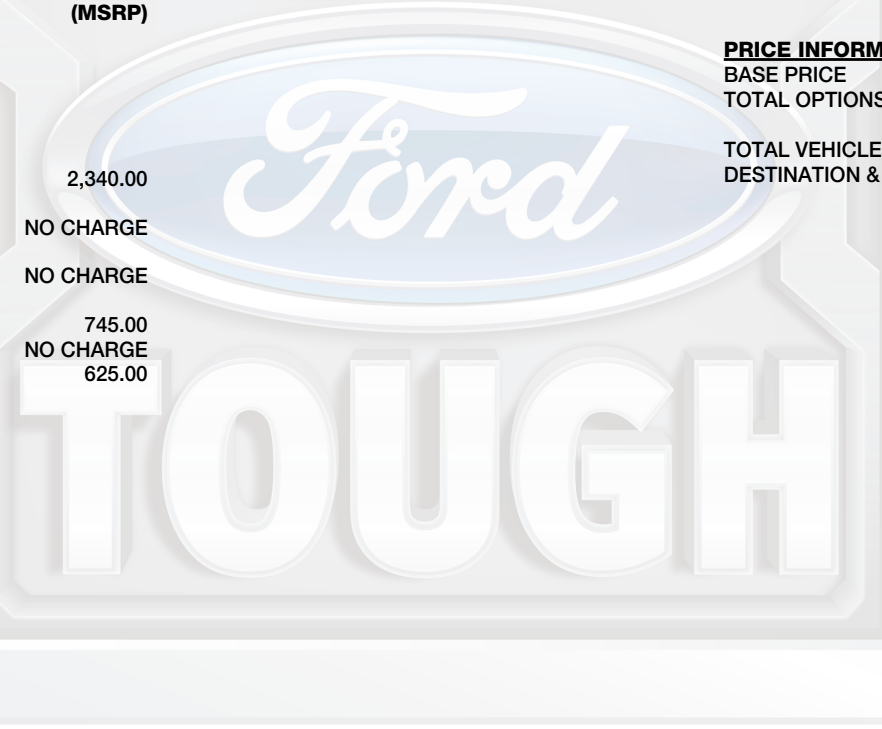 (MSRP)
2,340.00
NO CHARGE
NO CHARGE
745.00
NO CHARGE
625.00
PRICE INFORM
BASE PRICE
TOTAL OPTIONS
TOTAL VEHICLE
DESTINATION &
Ford
TOUGH